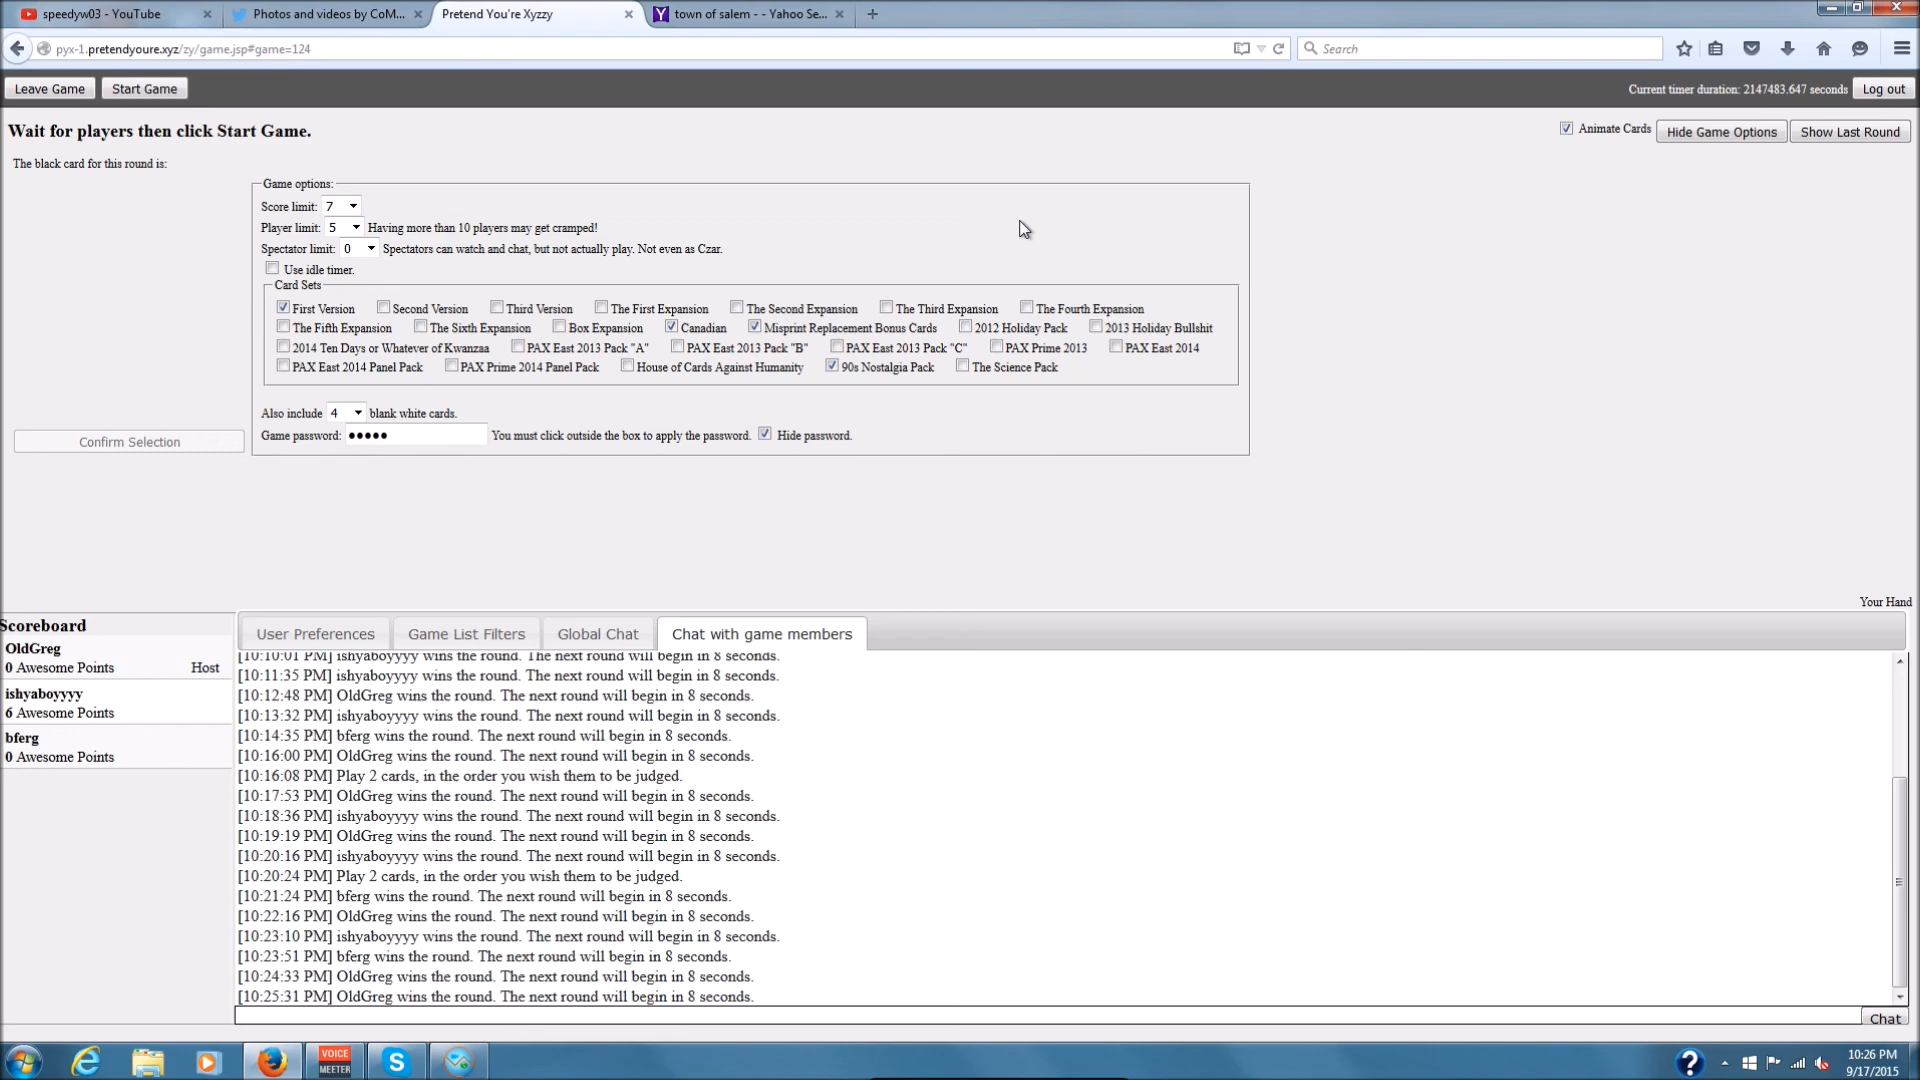 speedyw03 - YouTube
Photos and videos by CoM...
Pretend You're Xyzzy
town of salem - - Yahoo Se...
pyx-1.pretendyoure.xyz/zy/game.jsp#game=124
Search
Leave Game
Start Game
Current timer duration: 2147483.647 seconds
Log out
Wait for players then click Start Game.
Animate Cards
Hide Game Options
Show Last Round
The black card for this round is:
Game options:
Score limit: 7
Player limit: 5 Having more than 10 players may get cramped!
Spectator limit: 0 Spectators can watch and chat, but not actually play. Not even as Czar.
Use idle timer.
Card Sets
First Version Second Version Third Version The First Expansion The Second Expansion The Third Expansion The Fourth Expansion
The Fifth Expansion The Sixth Expansion Box Expansion Canadian Misprint Replacement Bonus Cards 2012 Holiday Pack 2013 Holiday Bullshit
2014 Ten Days or Whatever of Kwanzaa PAX East 2013 Pack "A" PAX East 2013 Pack "B" PAX East 2013 Pack "C" PAX Prime 2013 PAX East 2014
PAX East 2014 Panel Pack PAX Prime 2014 Panel Pack House of Cards Against Humanity 90s Nostalgia Pack The Science Pack
Also include 4 blank white cards.
Game password: ●●●●● You must click outside the box to apply the password. Hide password.
Confirm Selection
Your Hand
Scoreboard
OldGreg
0 Awesome Points Host
ishyaboyyyy
6 Awesome Points
bferg
0 Awesome Points
User Preferences
Game List Filters
Global Chat
Chat with game members
[10:10:01 PM] ishyaboyyyy wins the round. The next round will begin in 8 seconds.
[10:11:35 PM] ishyaboyyyy wins the round. The next round will begin in 8 seconds.
[10:12:48 PM] OldGreg wins the round. The next round will begin in 8 seconds.
[10:13:32 PM] ishyaboyyyy wins the round. The next round will begin in 8 seconds.
[10:14:35 PM] bferg wins the round. The next round will begin in 8 seconds.
[10:16:00 PM] OldGreg wins the round. The next round will begin in 8 seconds.
[10:16:08 PM] Play 2 cards, in the order you wish them to be judged.
[10:17:53 PM] OldGreg wins the round. The next round will begin in 8 seconds.
[10:18:36 PM] ishyaboyyyy wins the round. The next round will begin in 8 seconds.
[10:19:19 PM] OldGreg wins the round. The next round will begin in 8 seconds.
[10:20:16 PM] ishyaboyyyy wins the round. The next round will begin in 8 seconds.
[10:20:24 PM] Play 2 cards, in the order you wish them to be judged.
[10:21:24 PM] bferg wins the round. The next round will begin in 8 seconds.
[10:22:16 PM] OldGreg wins the round. The next round will begin in 8 seconds.
[10:23:10 PM] ishyaboyyyy wins the round. The next round will begin in 8 seconds.
[10:23:51 PM] bferg wins the round. The next round will begin in 8 seconds.
[10:24:33 PM] OldGreg wins the round. The next round will begin in 8 seconds.
[10:25:31 PM] OldGreg wins the round. The next round will begin in 8 seconds.
Chat
VOICE
MEETER
10:26 PM
9/17/2015